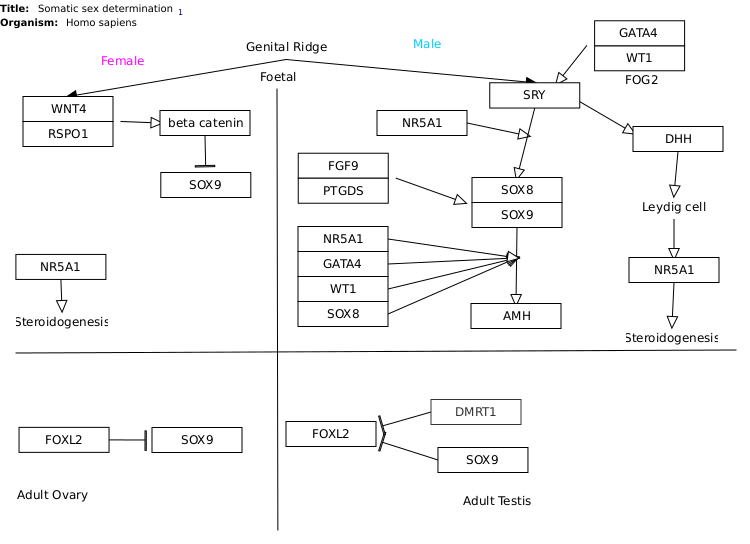 Title: Somatic sex determination 1
Organism: Homo sapiens
Genital Ridge
Female
Male
Foetal
GATA4
WT1
FOG2
SRY
WNT4
RSPO1
beta catenin
SOX9
NR5A1
DHH
FGF9
PTGDS
SOX8
SOX9
Leydig cell
NR5A1
GATA4
WT1
SOX8
AMH
NR5A1
Steroidogenesis
NR5A1
Steroidogenesis
FOXL2
SOX9
Adult Ovary
FOXL2
DMRT1
SOX9
Adult Testis